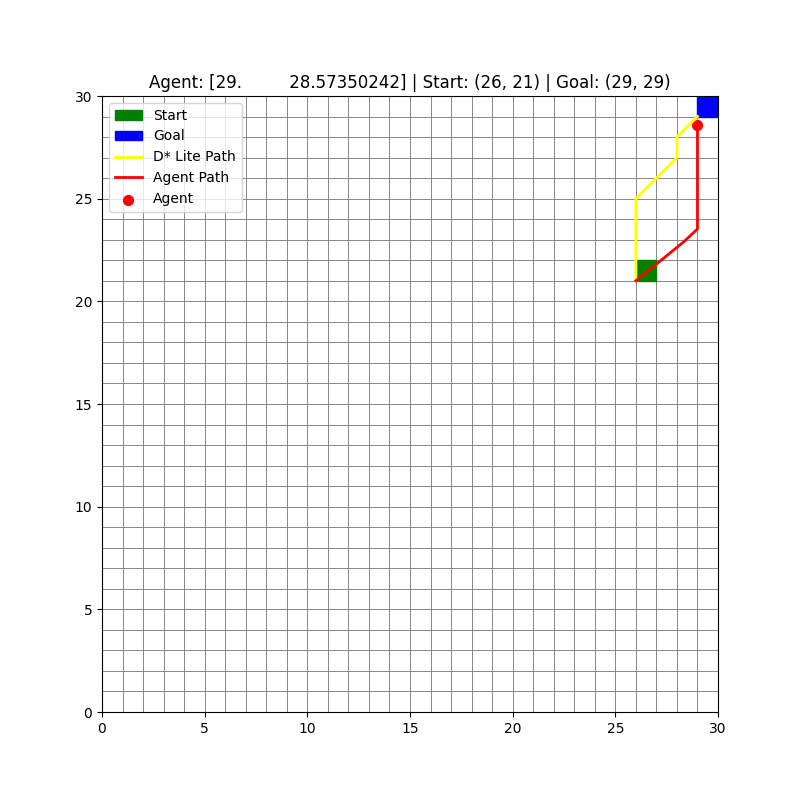 Agent: [29.         28.57350242] | Start: (26, 21) | Goal: (29, 29)
Start
Goal
D* Lite Path
Agent Path
Agent
30
25
20
15
10
5
0
0 5 10 15 20 25 30